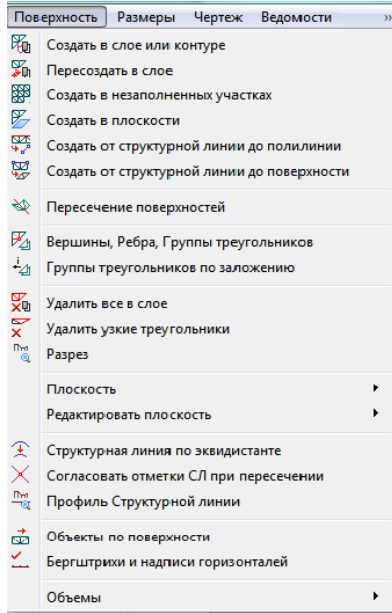 Поверхность Размеры Чертеж Ведомости »
Создать в слое или контуре
Пересоздать в слое
Создать в незаполненных участках
Создать в плоскости
Создать от структурной линии до полилинии
Создать от структурной линии до поверхности
Пересечение поверхностей
Вершины, Ребра, Группы треугольников
Группы треугольников по заложению
Удалить все в слое
Удалить узкие треугольники
Разрез
Плоскость
Редактировать плоскость
Структурная линия по эквидистанте
Согласовать отметки СЛ при пересечении
Профиль Структурной линии
Объекты по поверхности
Бергштрихи и надписи горизонталей
Объемы